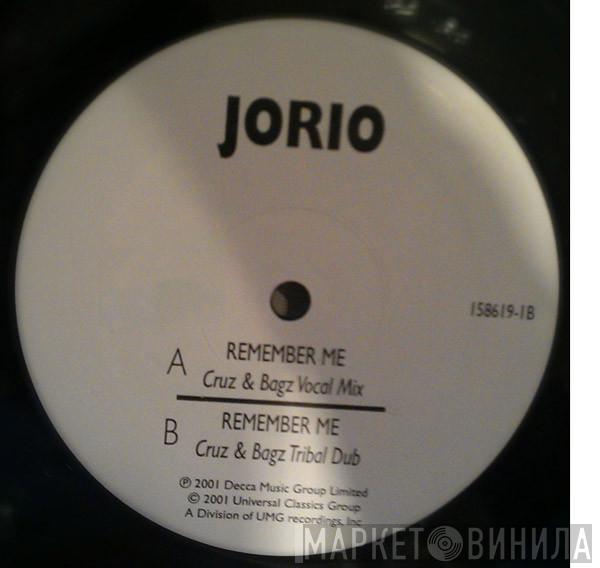 JORIO
158619-1B
A REMEMBER ME
Cruz & Bagz Vocal Mix
B REMEMBER ME
Cruz & Bagz Tribal Dub
℗ 2001 Decca Music Group Limited
© 2001 Universal Classics Group
A Division of UMG recordings, Inc
МАРКЕТ ВИНИЛА